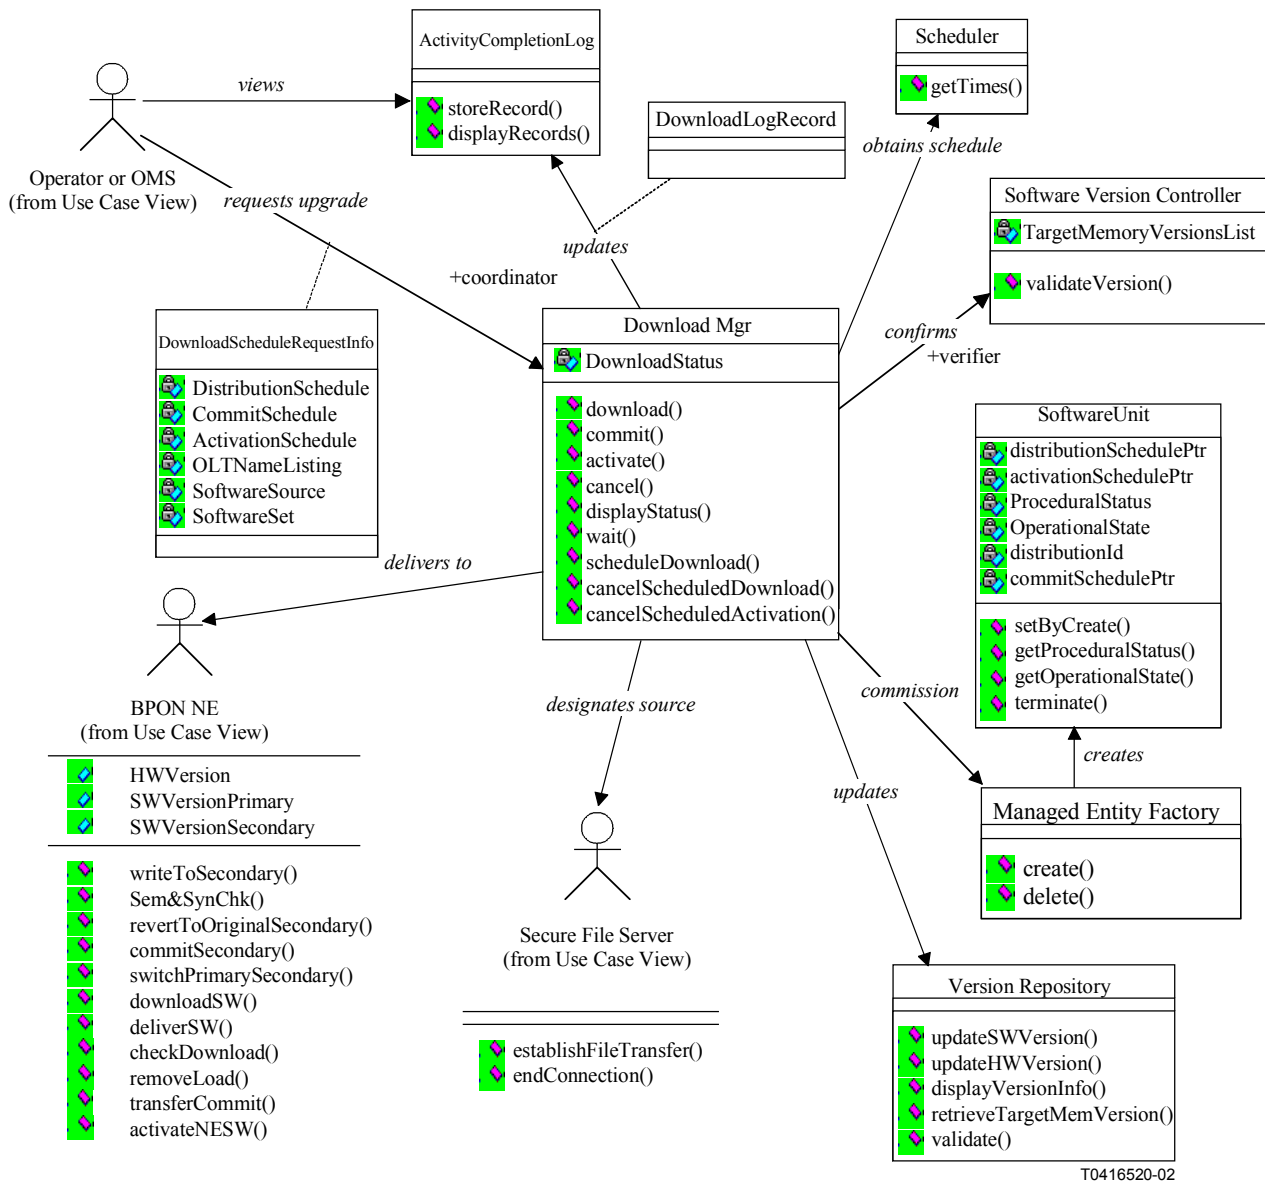 ActivityCompletionLog
storeRecord()
displayRecords()
Scheduler
getTimes()
views
DownloadLogRecord
obtains schedule
Operator or OMS
(from Use Case View)
requests upgrade
updates
Software Version Controller
TargetMemoryVersionsList
validateVersion()
+coordinator
confirms
+verifier
DownloadScheduleRequestInfo
DistributionSchedule
CommitSchedule
ActivationSchedule
OLTNameListing
SoftwareSource
SoftwareSet
Download Mgr
DownloadStatus
download()
commit()
activate()
cancel()
displayStatus()
wait()
scheduleDownload()
cancelScheduledDownload()
cancelScheduledActivation()
SoftwareUnit
distributionSchedulePtr
activationSchedulePtr
ProceduralStatus
OperationalState
distributionId
commitSchedulePtr
setByCreate()
getProceduralStatus()
getOperationalState()
terminate()
delivers to
BPON NE
(from Use Case View)
HWVersion
SWVersionPrimary
SWVersionSecondary
writeToSecondary()
Sem&SynChk()
revertToOriginalSecondary()
commitSecondary()
switchPrimarySecondary()
downloadSW()
deliverSW()
checkDownload()
removeLoad()
transferCommit()
activateNESW()
designates source
commission
creates
updates
Managed Entity Factory
create()
delete()
Secure File Server
(from Use Case View)
establishFileTransfer()
endConnection()
Version Repository
updateSWVersion()
updateHWVersion()
displayVersionInfo()
retrieveTargetMemVersion()
validate()
T0416520-02